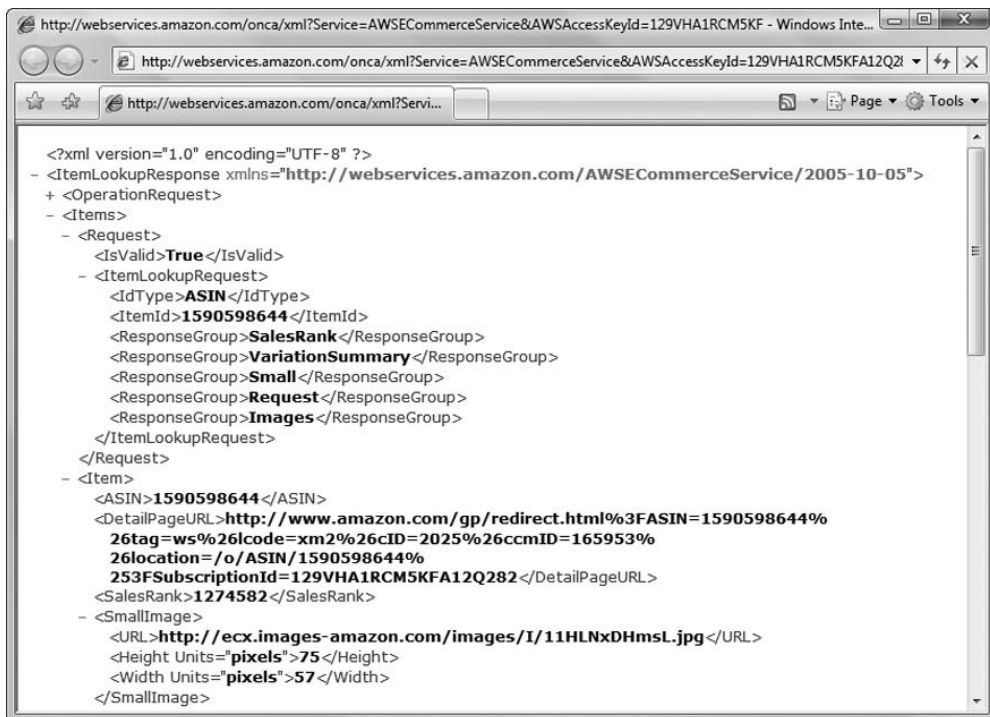 http://webservices.amazon.com/onca/xml?Service=AWSECommerceService&AWSAccessKeyId=129VHA1RCM5KF - Windows Inte...
http://webservices.amazon.com/onca/xml?Service=AWSECommerceService&AWSAccessKeyId=129VHA1RCM5KFA12Q28
http://webservices.amazon.com/onca/xml?Servi...
Page
Tools
<?xml version="1.0" encoding="UTF-8" ?>
- <ItemLookupResponse xmlns="http://webservices.amazon.com/AWSECommerceService/2005-10-05">
+ <OperationRequest>
- <Items>
- <Request>
<IsValid>True</IsValid>
- <ItemLookupRequest>
<IdType>ASIN</IdType>
<ItemId>1590598644</ItemId>
<ResponseGroup>SalesRank</ResponseGroup>
<ResponseGroup>VariationSummary</ResponseGroup>
<ResponseGroup>Small</ResponseGroup>
<ResponseGroup>Request</ResponseGroup>
<ResponseGroup>Images</ResponseGroup>
</ItemLookupRequest>
</Request>
- <Item>
<ASIN>1590598644</ASIN>
<DetailPageURL>http://www.amazon.com/gp/redirect.html%3FASIN=1590598644%
26tag=ws%26lcode=xm2%26cID=2025%26ccmID=165953%
26location=/o/ASIN/1590598644%
253FSubscriptionId=129VHA1RCM5KFA12Q282</DetailPageURL>
<SalesRank>1274582</SalesRank>
- <SmallImage>
<URL>http://ecx.images-amazon.com/images/I/11HLNxDHmsL.jpg</URL>
<Height Units="pixels">75</Height>
<Width Units="pixels">57</Width>
</SmallImage>